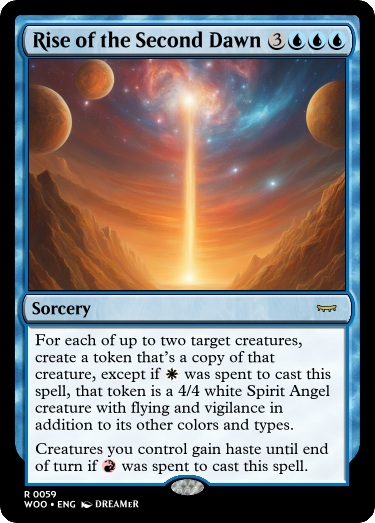 Rise of the Second Dawn 3
Sorcery
For each of up to two target creatures,
create a token that's a copy of that
creature, except if was spent to cast this
spell, that token is a 4/4 white Spirit Angel
creature with flying and vigilance in
addition to its other colors and types.
Creatures you control gain haste until end
of turn if was spent to cast this spell.
R 0059
WOO • ENG DREAMER